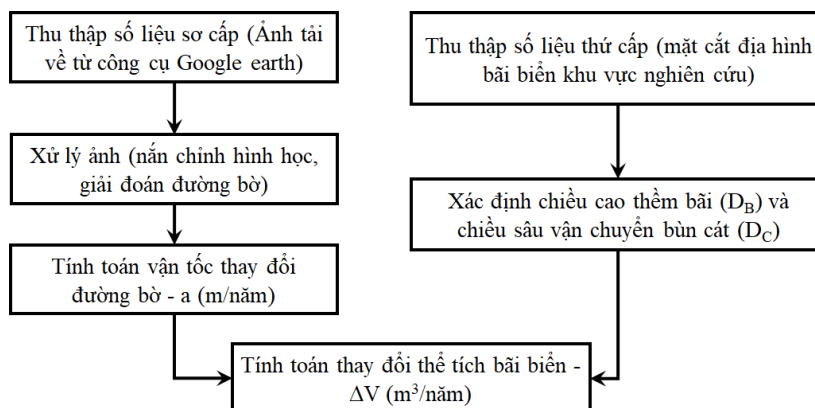 Thu thập số liệu sơ cấp (Ảnh tải
về từ công cụ Google earth)
Xử lý ảnh (nắn chỉnh hình học,
giải đoán đường bờ)
Tính toán vận tốc thay đổi
đường bờ - a (m/năm)
Thu thập số liệu thứ cấp (mặt cắt địa hình
bãi biển khu vực nghiên cứu)
Xác định chiều cao thềm bãi (D_B) và
chiều sâu vận chuyển bùn cát (D_C)
Tính toán thay đổi thể tích bãi biển -
ΔV (m³/năm)